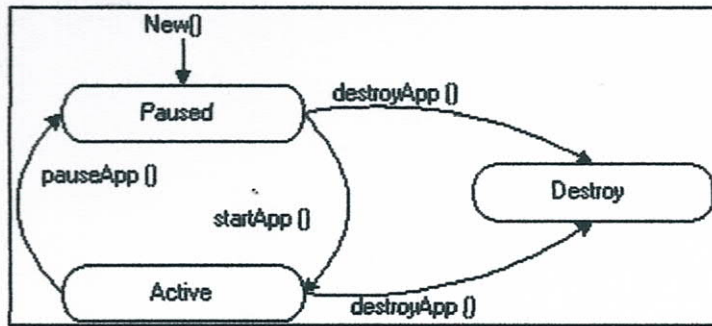 New()
Paused
destroyApp ()
pauseApp ()
Destroy
startApp ()
Active
destroyApp ()